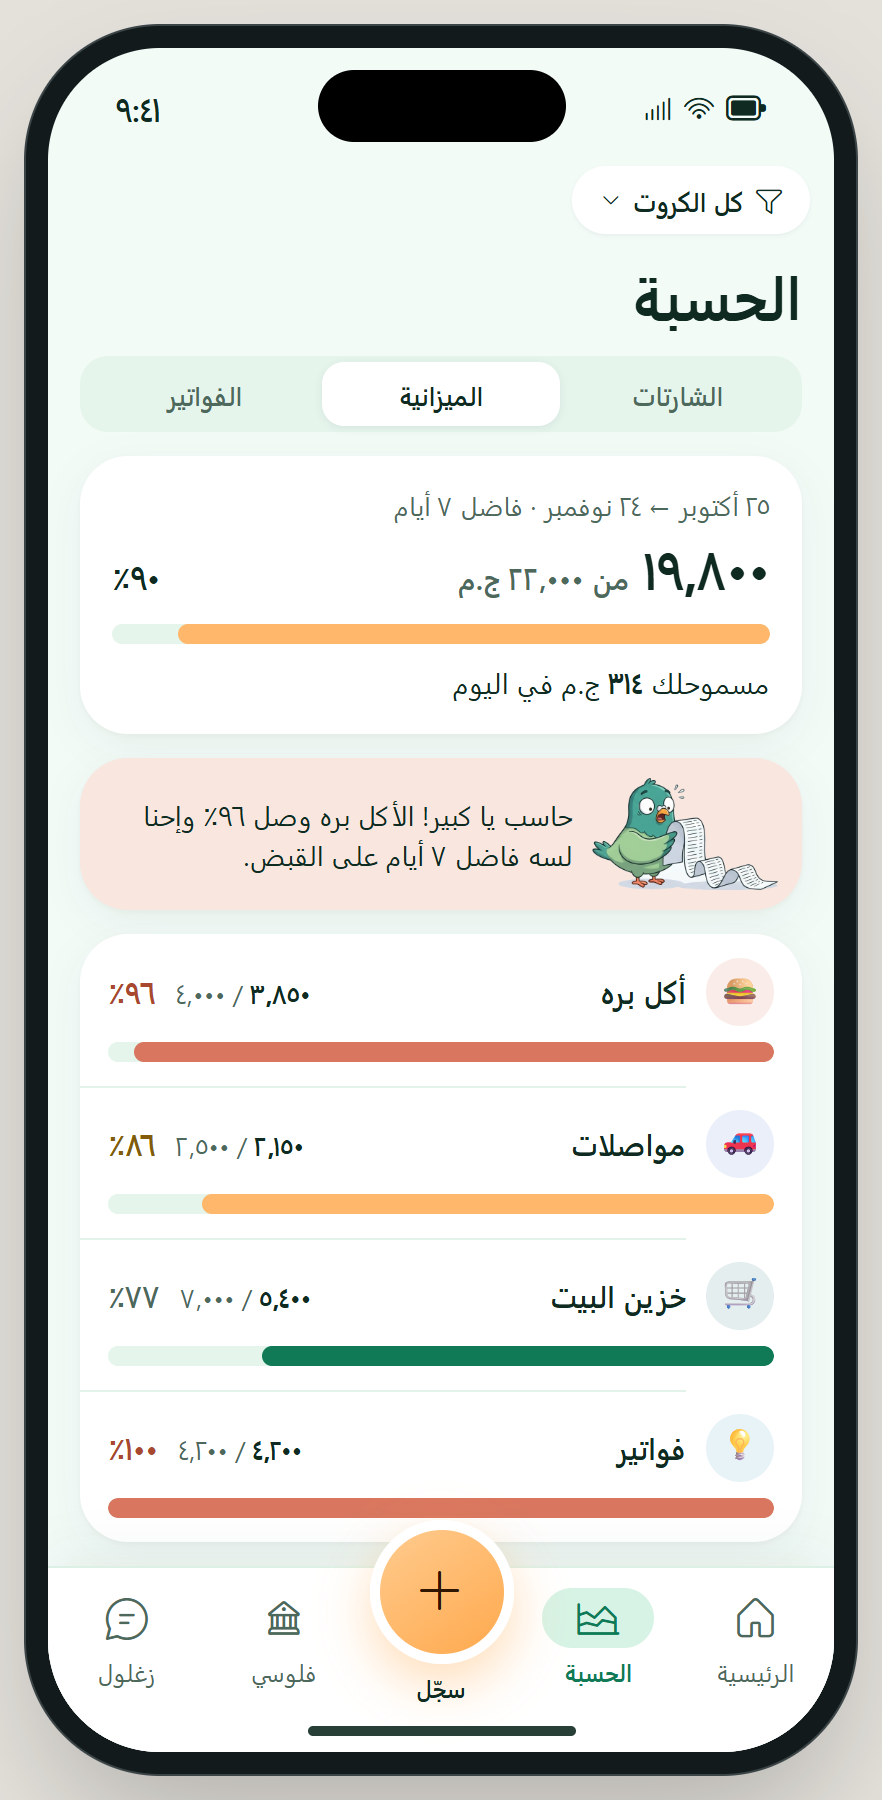 ٩:٤١
كل الكروت
الحسبة
الشارتات
الميزانية
الفواتير
٢٥ أكتوبر ← ٢٤ نوفمبر · فاضل ٧ أيام
١٩,٨٠٠ من ٢٢,٠٠٠ ج.م
٩٠٪
مسموحلك ٣١٤ ج.م في اليوم
حاسب يا كبير! الأكل بره وصل ٩٦٪ وإحنا
لسه فاضل ٧ أيام على القبض.
أكل بره ٣,٨٥٠ / ٤,٠٠٠ ٩٦٪
مواصلات ٢,١٥٠ / ٢,٥٠٠ ٨٦٪
خزين البيت ٥,٤٠٠ / ٧,٠٠٠ ٧٧٪
فواتير ٤,٢٠٠ / ٤,٢٠٠ ١٠٠٪
الرئيسية
الحسبة
سجّل
فلوسي
زغلول